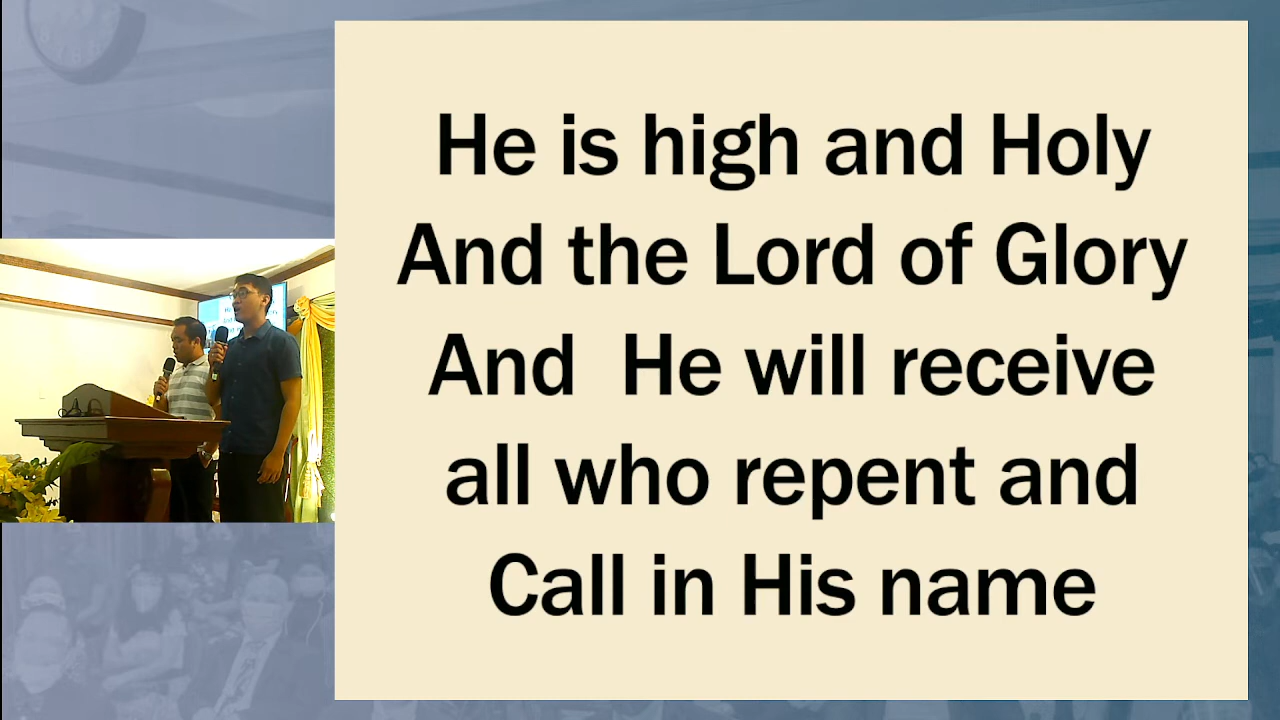 He is high and Holy
And the Lord of Glory
And  He will receive
all who repent and
Call in His name